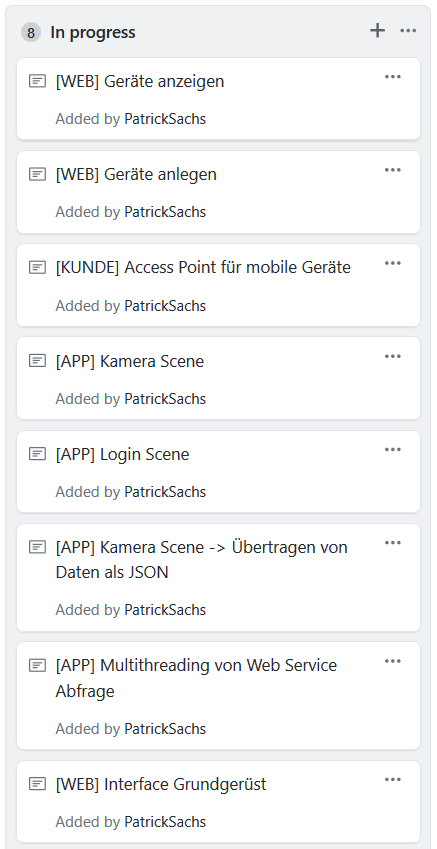 8 In progress
[WEB] Geräte anzeigen
Added by PatrickSachs
[WEB] Geräte anlegen
Added by PatrickSachs
[KUNDE] Access Point für mobile Geräte
Added by PatrickSachs
[APP] Kamera Scene
Added by PatrickSachs
[APP] Login Scene
Added by PatrickSachs
[APP] Kamera Scene -> Übertragen von
Daten als JSON
Added by PatrickSachs
[APP] Multithreading von Web Service
Abfrage
Added by PatrickSachs
[WEB] Interface Grundgerüst
Added by PatrickSachs